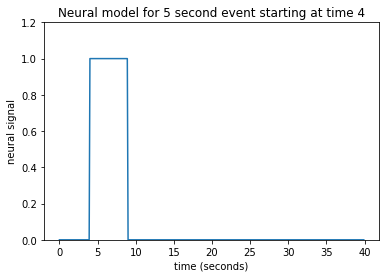 Neural model for 5 second event starting at time 4
1.2
1.0
0.8
0.6
0.4
0.2
0.0
neural signal
0 5 10 15 20 25 30 35 40
time (seconds)